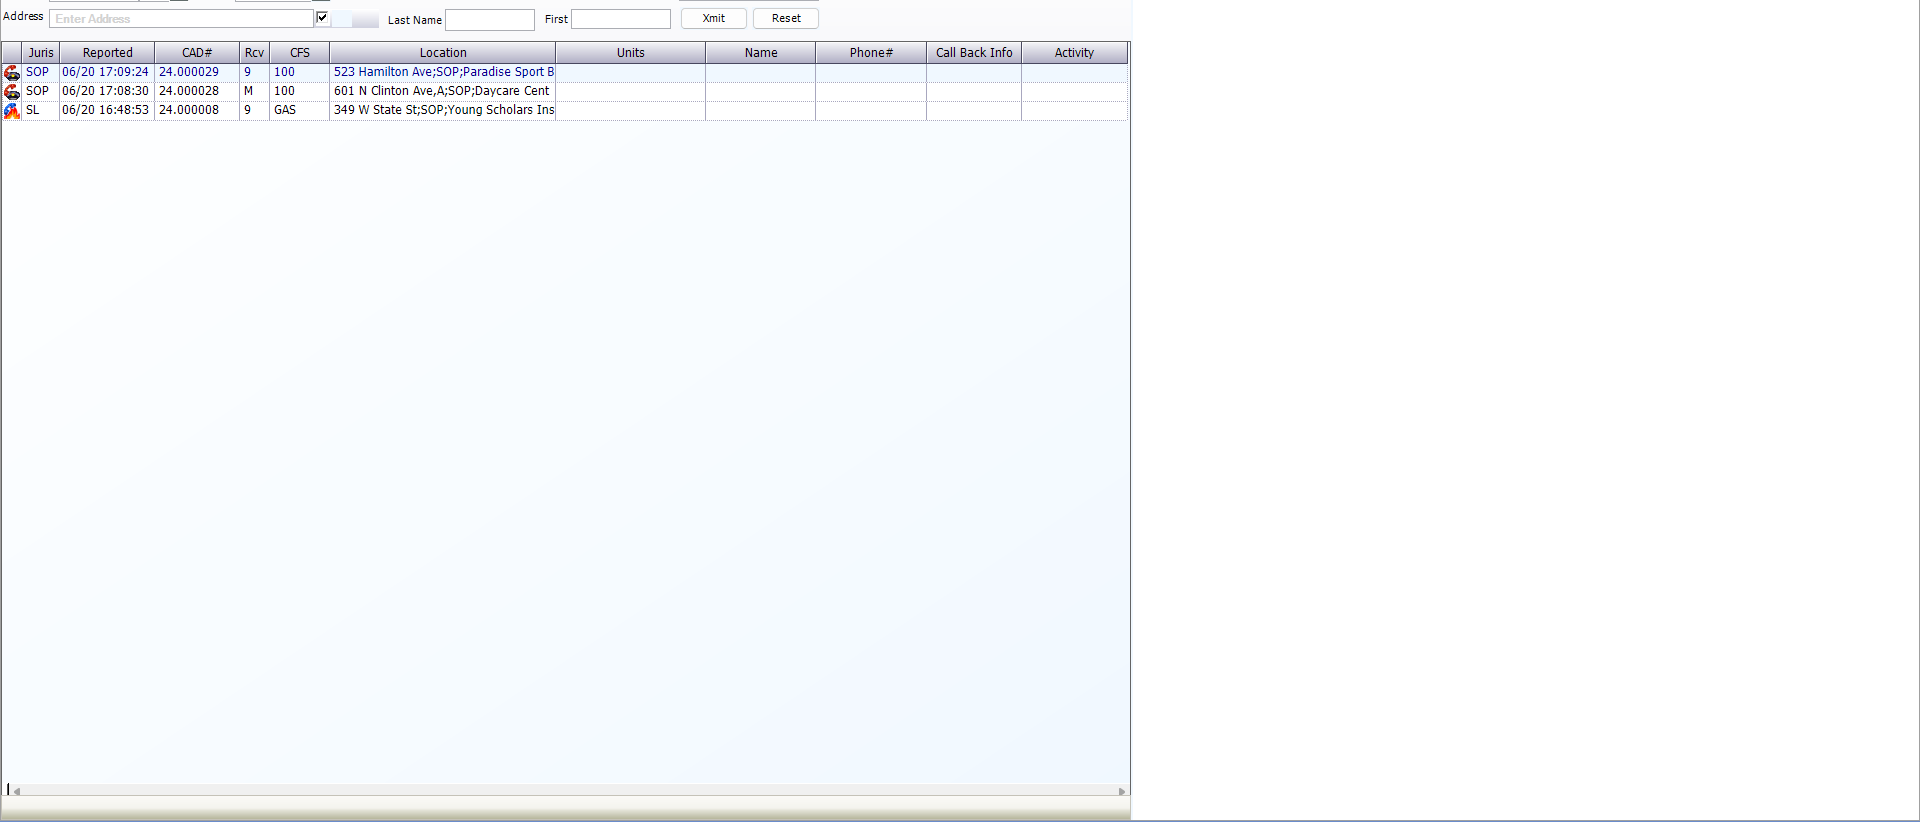 Address Enter Address Last Name First Xmit Reset
Juris Reported CAD# Rcv CFS Location Units Name Phone# Call Back Info Activity
SOP 06/20 17:09:24 24.000029 9 100 523 Hamilton Ave;SOP;Paradise Sport B
SOP 06/20 17:08:30 24.000028 M 100 601 N Clinton Ave,A;SOP;Daycare Cent
SL 06/20 16:48:53 24.000008 9 GAS 349 W State St;SOP;Young Scholars Ins